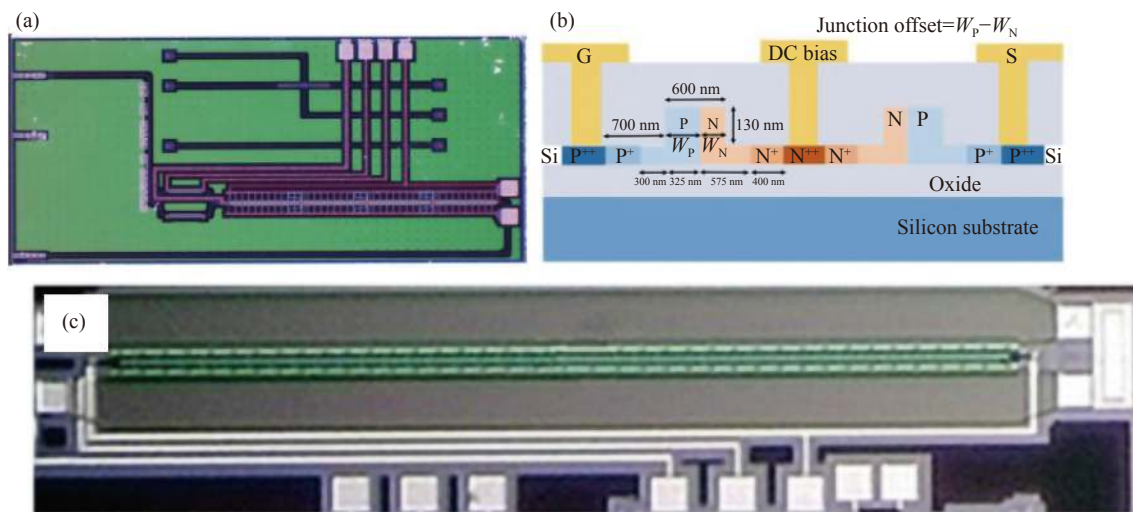 (a)
(b)
Junction offset=W_P−W_N
G
DC bias
S
600 nm
700 nm
P
N
130 nm
N
P
W_P
W_N
Si
P++
P+
N+
N++
N+
P+
P++
Si
300 nm
325 nm
575 nm
400 nm
Oxide
Silicon substrate
(c)